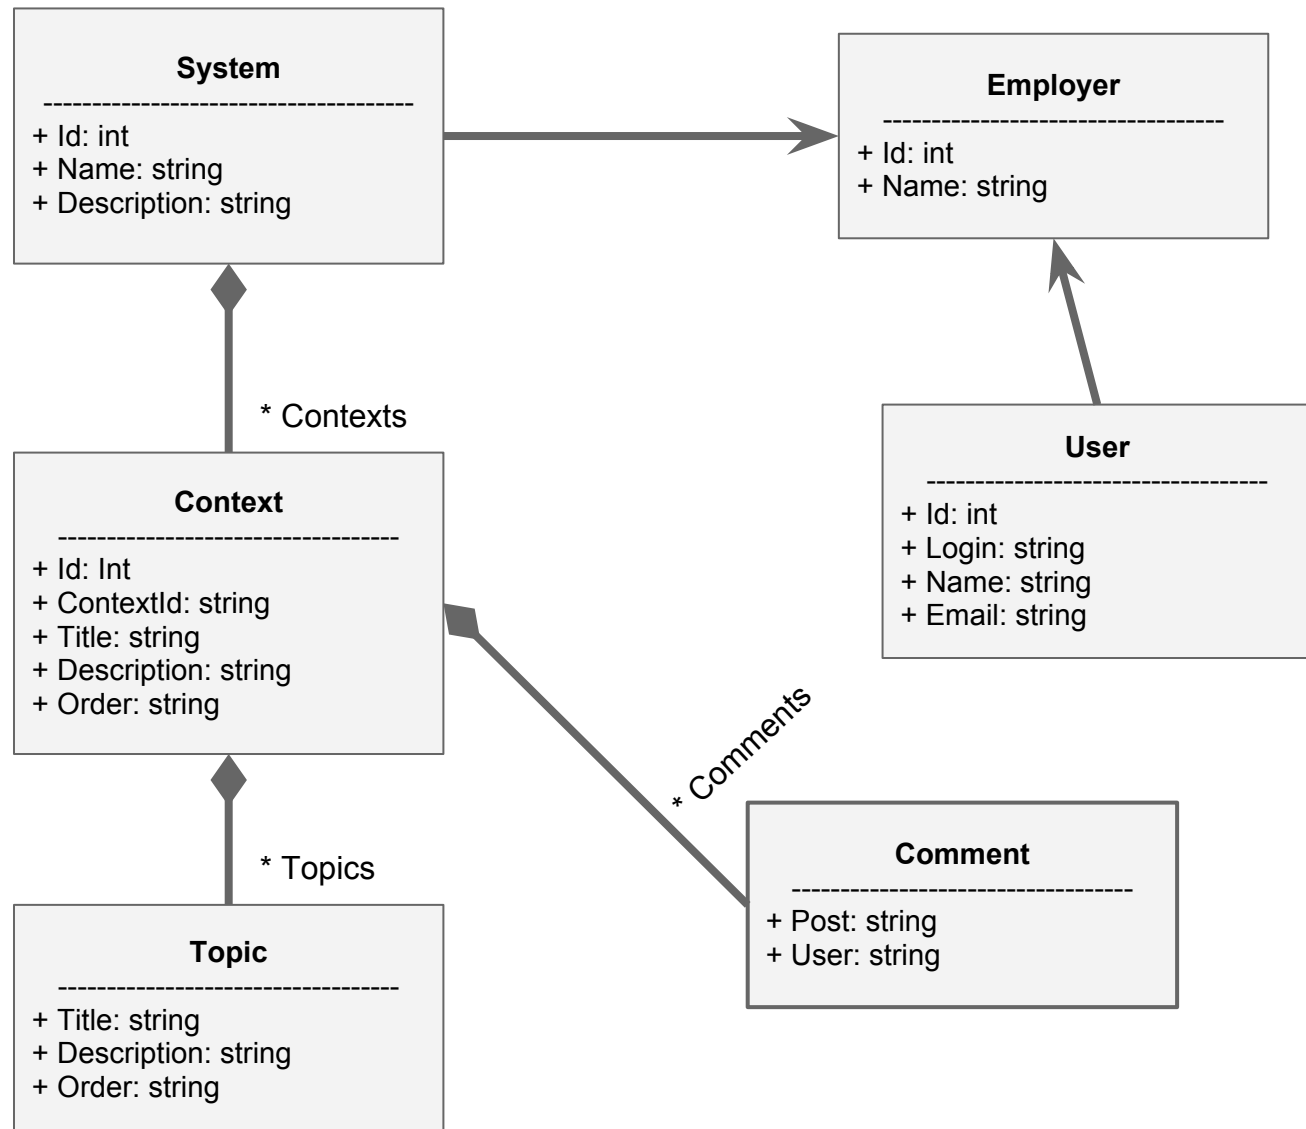 System
--------------------------------------
+ Id: int
+ Name: string
+ Description: string
Employer
-----------------------------------
+ Id: int
+ Name: string
* Contexts
Context
-----------------------------------
+ Id: Int
+ ContextId: string
+ Title: string
+ Description: string
+ Order: string
User
-----------------------------------
+ Id: int
+ Login: string
+ Name: string
+ Email: string
* Comments
* Topics
Comment
-----------------------------------
+ Post: string
+ User: string
Topic
-----------------------------------
+ Title: string
+ Description: string
+ Order: string